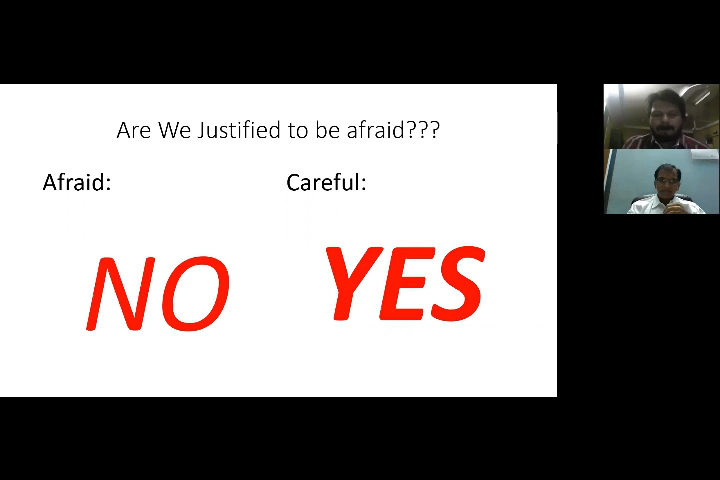 Are We Justified to be afraid???
Afraid:
Careful:
NO
YES